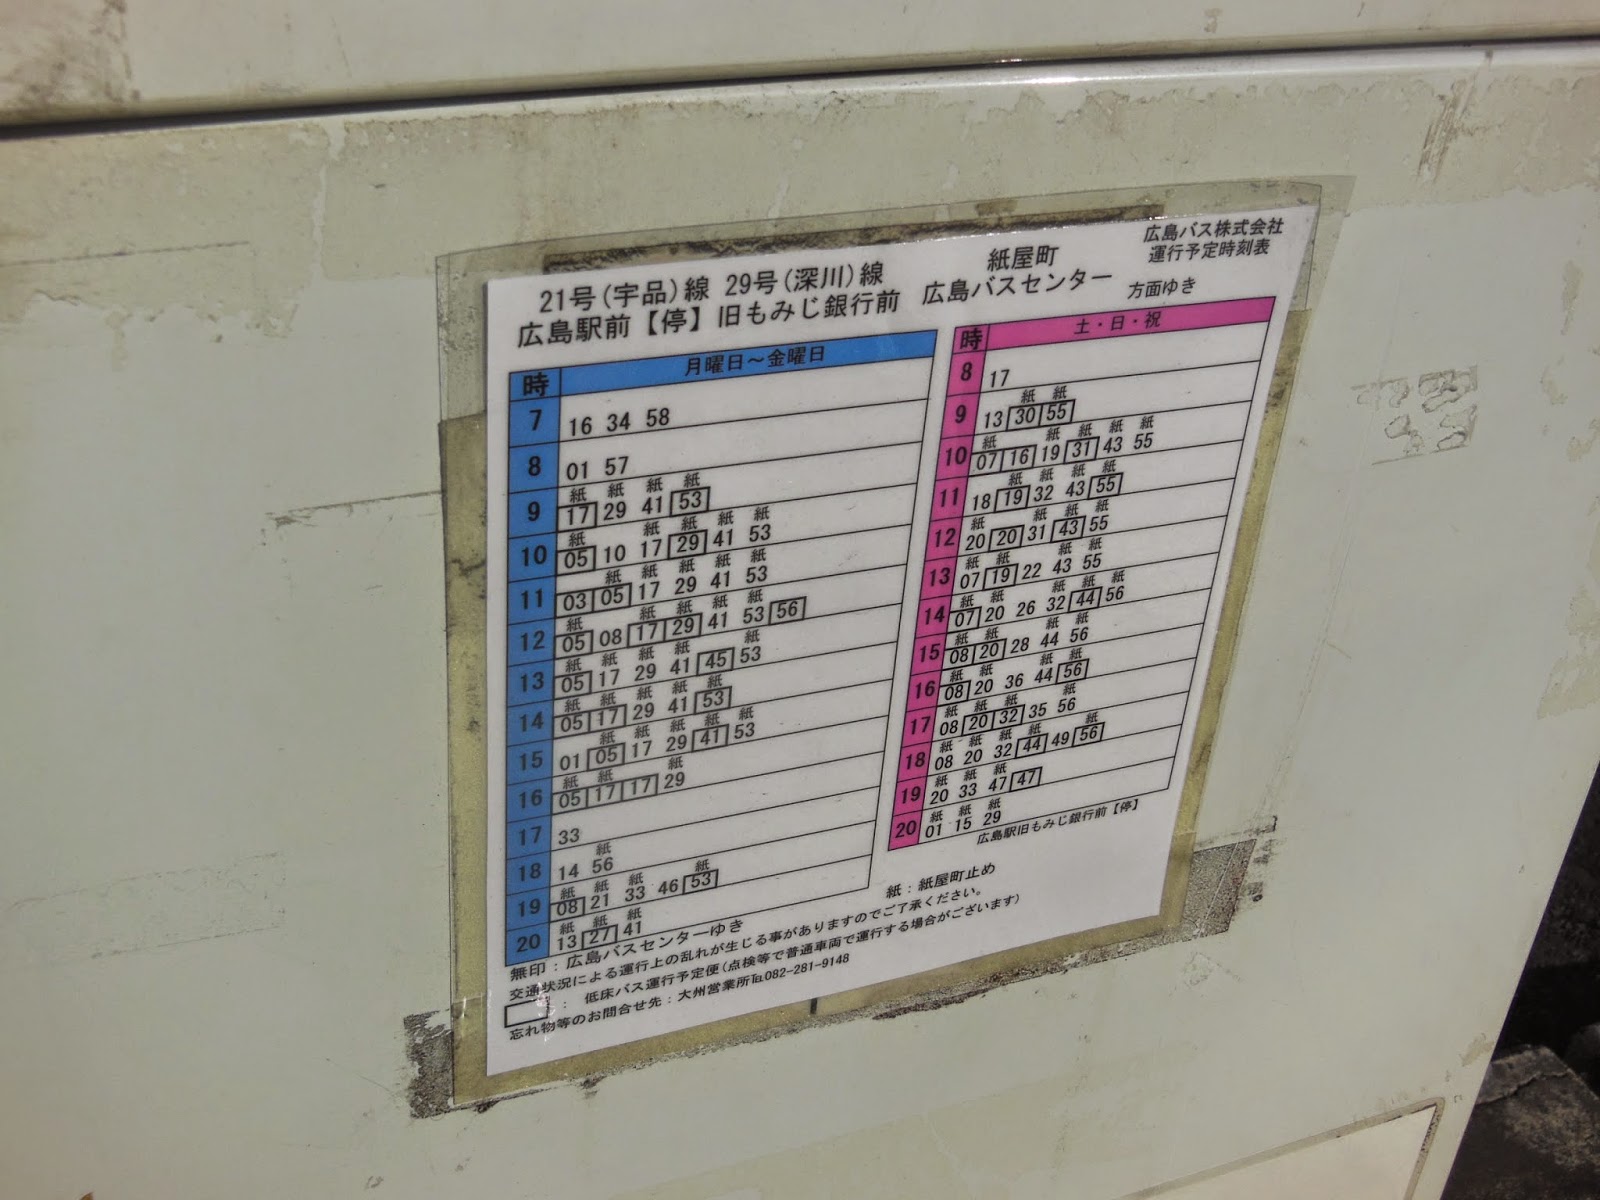 広島バス株式会社
運行予定時刻表
21号(宇品)線 29号(深川)線
広島駅前【停】旧もみじ銀行前
紙屋町
広島バスセンター
方面ゆき
時 月曜日～金曜日
7 16 34 58
8 01 57
紙 紙 紙 紙
9 17 29 41 53
紙 紙 紙 紙 紙
10 05 10 17 29 41 53
紙 紙 紙 紙 紙
11 03 05 17 29 41 53
紙 紙 紙 紙 紙
12 05 08 17 29 41 53 56
紙 紙 紙 紙 紙
13 05 17 29 41 45 53
紙 紙 紙 紙 紙
14 05 17 29 41 53
紙 紙 紙 紙 紙
15 01 05 17 29 41 53
紙 紙 紙
16 05 17 17 29
17 33
紙
18 14 56
紙 紙 紙 紙
19 08 21 33 46 53
紙 紙 紙
20 13 27 41
時 土・日・祝
8 17
紙 紙
9 13 30 55
紙 紙 紙 紙 紙
10 07 16 19 31 43 55
紙 紙 紙 紙
11 18 19 32 43 55
紙 紙 紙 紙
12 20 20 31 43 55
紙 紙 紙 紙
13 07 19 22 43 55
紙 紙 紙 紙 紙
14 07 20 26 32 44 56
紙 紙 紙 紙
15 08 20 28 44 56
紙 紙 紙 紙
16 08 20 36 44 56
紙 紙 紙 紙
17 08 20 32 35 56
紙 紙 紙 紙 紙
18 08 20 32 44 49 56
紙 紙 紙
19 20 33 47 47
紙 紙 紙
20 01 15 29
広島駅旧もみじ銀行前【停】
無印：広島バスセンターゆき
紙：紙屋町止め
交通状況による運行上の乱れが生じる事がありますのでご了承ください。
： 低床バス運行予定便(点検等で普通車両で運行する場合がございます)
忘れ物等のお問合せ先：大州営業所℡082-281-9148